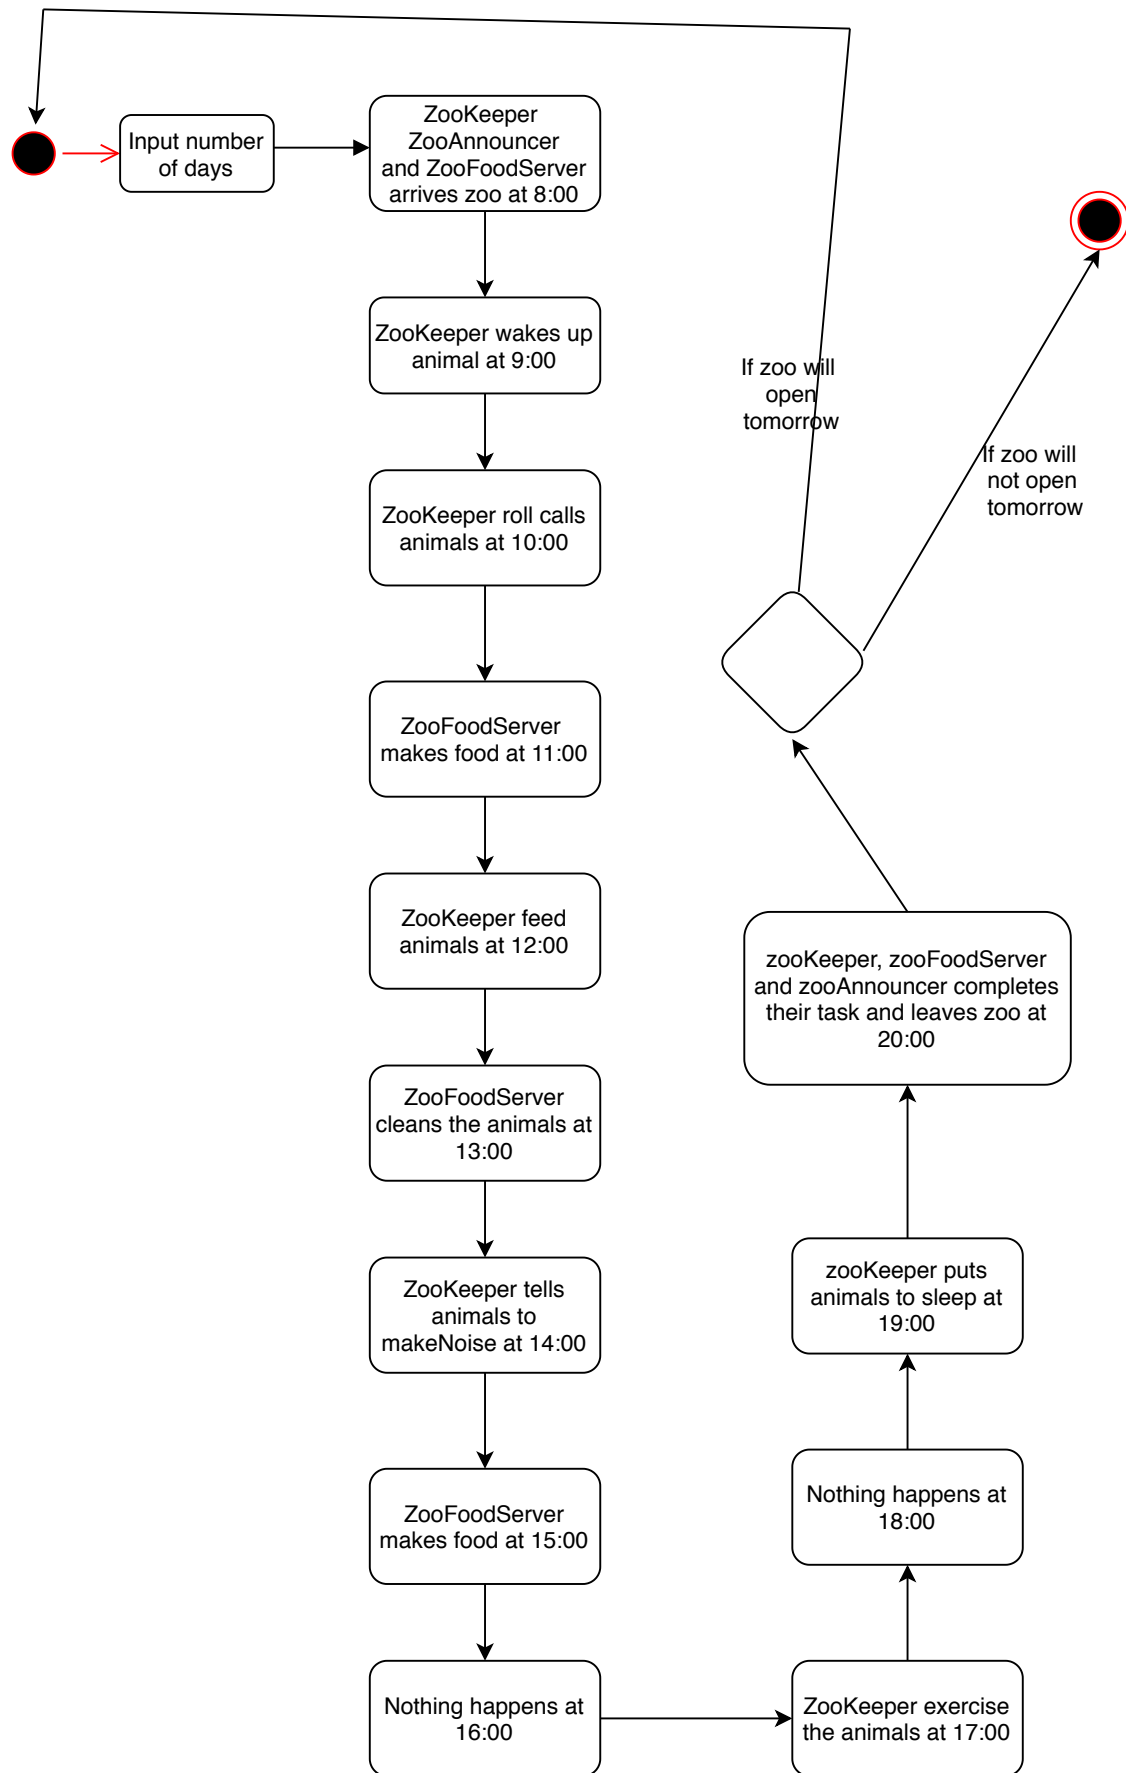 Input number
of days
ZooKeeper
ZooAnnouncer
and ZooFoodServer
arrives zoo at 8:00
ZooKeeper wakes up
animal at 9:00
ZooKeeper roll calls
animals at 10:00
ZooFoodServer
makes food at 11:00
ZooKeeper feed
animals at 12:00
ZooFoodServer
cleans the animals at
13:00
ZooKeeper tells
animals to
makeNoise at 14:00
ZooFoodServer
makes food at 15:00
Nothing happens at
16:00
ZooKeeper exercise
the animals at 17:00
Nothing happens at
18:00
zooKeeper puts
animals to sleep at
19:00
zooKeeper, zooFoodServer
and zooAnnouncer completes
their task and leaves zoo at
20:00
If zoo will
open
tomorrow
If zoo will
not open
tomorrow